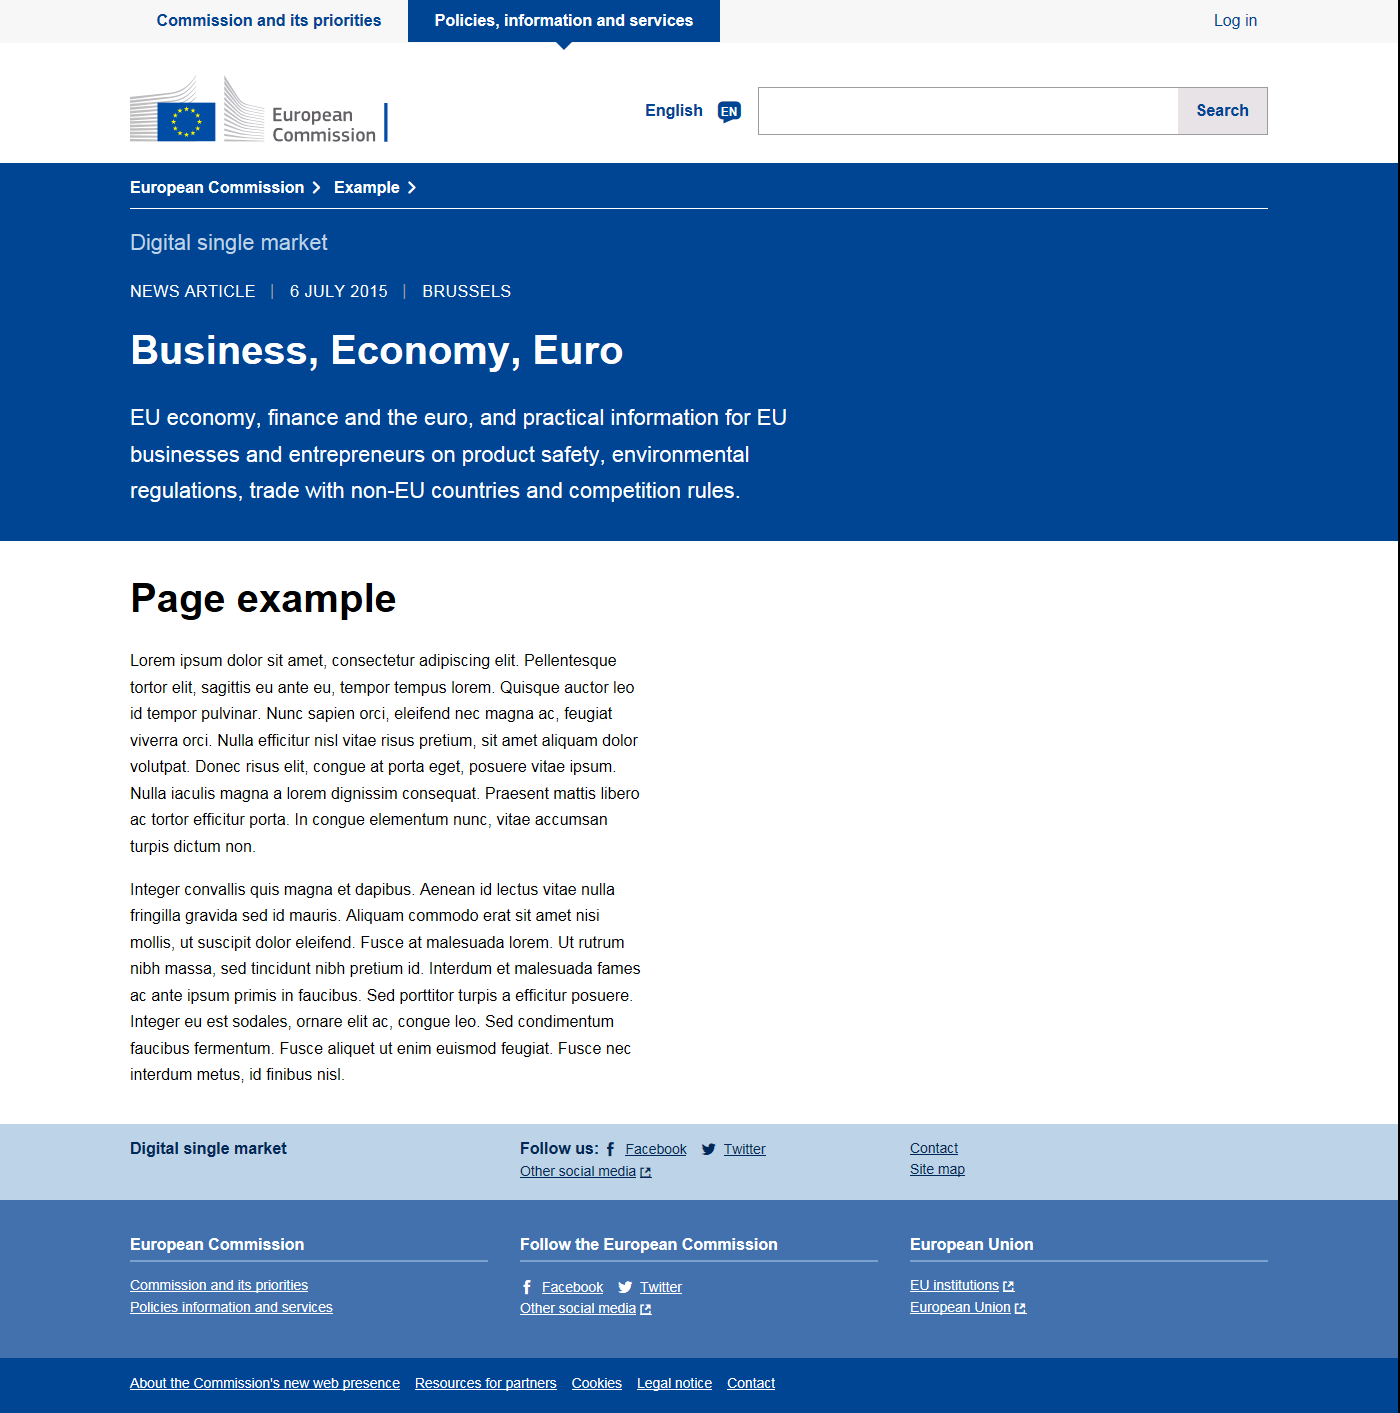 Commission and its priorities
Policies, information and services
Log in
European
Commission
English
EN
Search
European Commission
Example
Digital single market
NEWS ARTICLE | 6 JULY 2015 | BRUSSELS
Business, Economy, Euro
EU economy, finance and the euro, and practical information for EU
businesses and entrepreneurs on product safety, environmental
regulations, trade with non-EU countries and competition rules.
Page example
Lorem ipsum dolor sit amet, consectetur adipiscing elit. Pellentesque
tortor elit, sagittis eu ante eu, tempor tempus lorem. Quisque auctor leo
id tempor pulvinar. Nunc sapien orci, eleifend nec magna ac, feugiat
viverra orci. Nulla efficitur nisl vitae risus pretium, sit amet aliquam dolor
volutpat. Donec risus elit, congue at porta eget, posuere vitae ipsum.
Nulla iaculis magna a lorem dignissim consequat. Praesent mattis libero
ac tortor efficitur porta. In congue elementum nunc, vitae accumsan
turpis dictum non.
Integer convallis quis magna et dapibus. Aenean id lectus vitae nulla
fringilla gravida sed id mauris. Aliquam commodo erat sit amet nisi
mollis, ut suscipit dolor eleifend. Fusce at malesuada lorem. Ut rutrum
nibh massa, sed tincidunt nibh pretium id. Interdum et malesuada fames
ac ante ipsum primis in faucibus. Sed porttitor turpis a efficitur posuere.
Integer eu est sodales, ornare elit ac, congue leo. Sed condimentum
faucibus fermentum. Fusce aliquet ut enim euismod feugiat. Fusce nec
interdum metus, id finibus nisl.
Digital single market
Follow us: Facebook Twitter
Other social media
Contact
Site map
European Commission
Commission and its priorities
Policies information and services
Follow the European Commission
Facebook Twitter
Other social media
European Union
EU institutions
European Union
About the Commission's new web presence Resources for partners Cookies Legal notice Contact